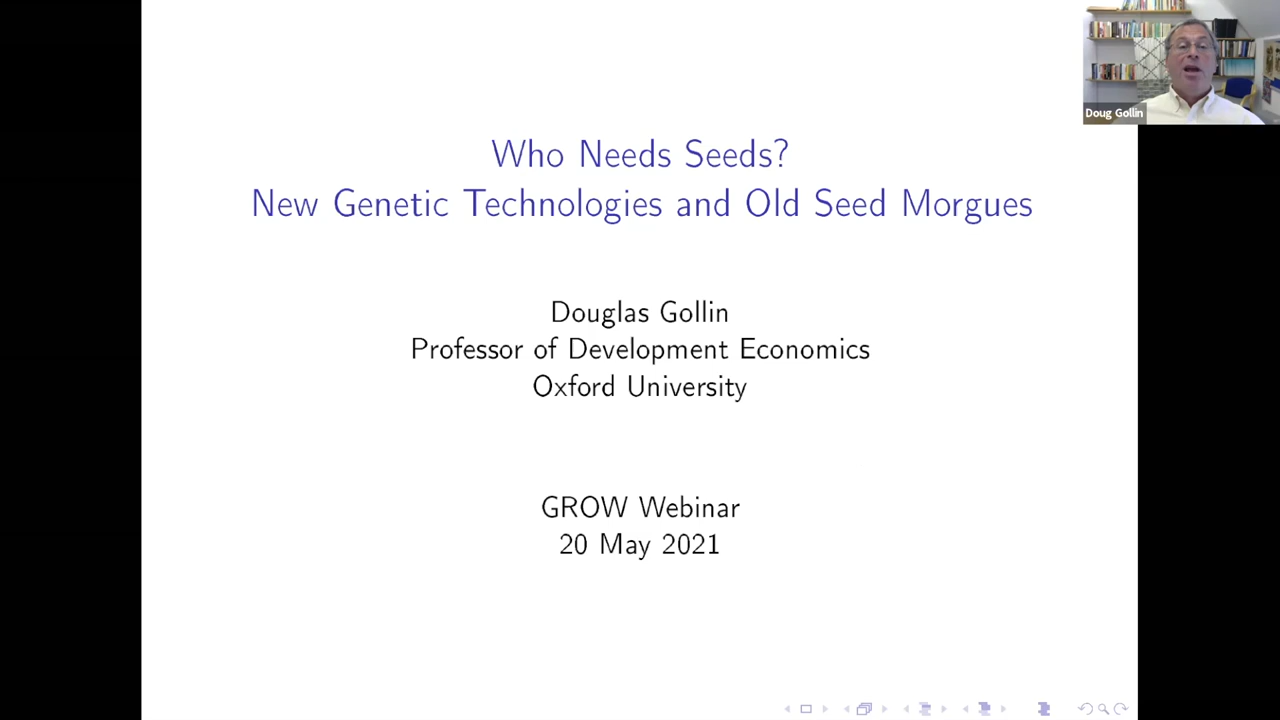 Doug Gollin
Who Needs Seeds?
New Genetic Technologies and Old Seed Morgues
Douglas Gollin
Professor of Development Economics
Oxford University
GROW Webinar
20 May 2021